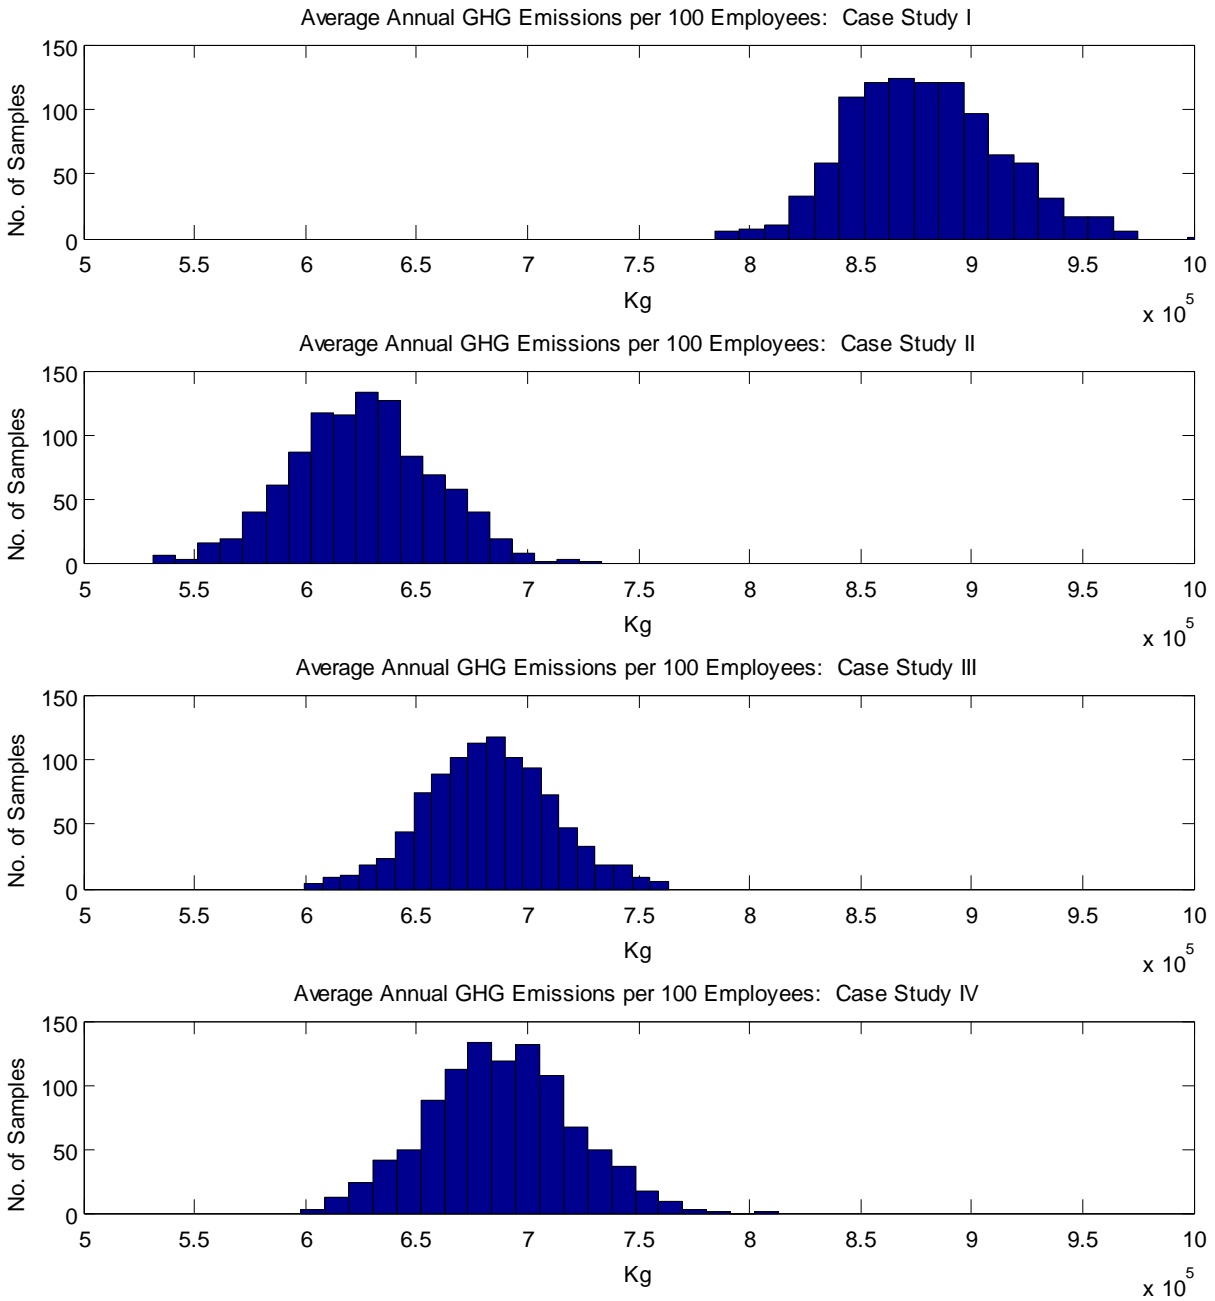 Average Annual GHG Emissions per 100 Employees:  Case Study I
150
100
50
0
No. of Samples
5 5.5 6 6.5 7 7.5 8 8.5 9 9.5 10
Kg
x 10^5
Average Annual GHG Emissions per 100 Employees:  Case Study II
150
100
50
0
No. of Samples
5 5.5 6 6.5 7 7.5 8 8.5 9 9.5 10
Kg
x 10^5
Average Annual GHG Emissions per 100 Employees:  Case Study III
150
100
50
0
No. of Samples
5 5.5 6 6.5 7 7.5 8 8.5 9 9.5 10
Kg
x 10^5
Average Annual GHG Emissions per 100 Employees:  Case Study IV
150
100
50
0
No. of Samples
5 5.5 6 6.5 7 7.5 8 8.5 9 9.5 10
Kg
x 10^5